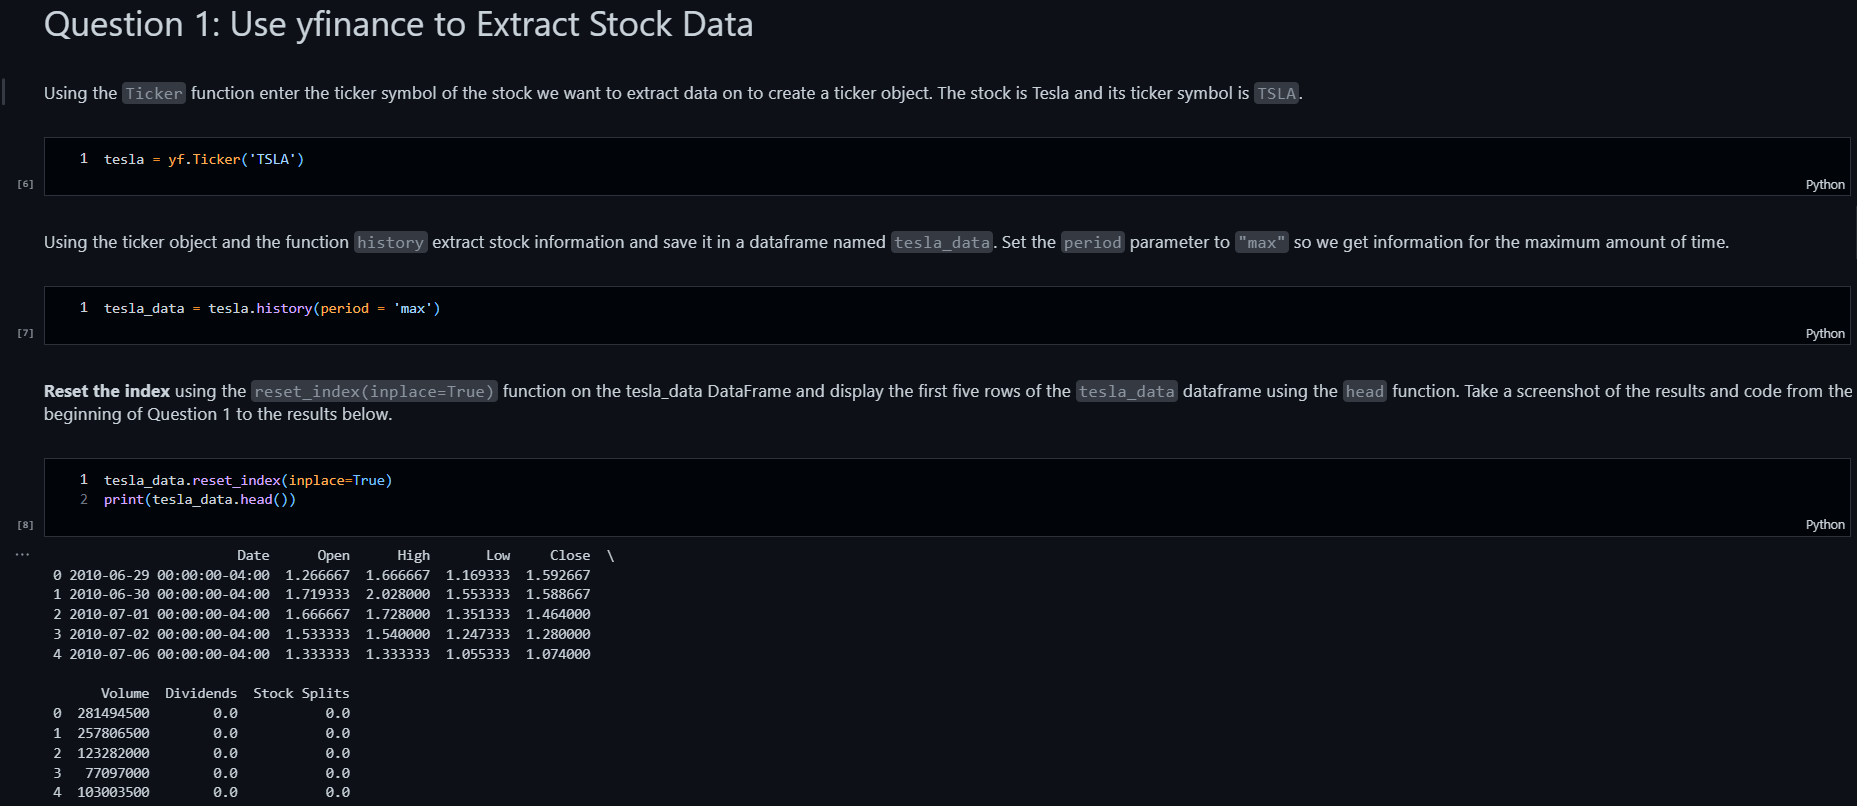 Question 1: Use yfinance to Extract Stock Data
Using the Ticker function enter the ticker symbol of the stock we want to extract data on to create a ticker object. The stock is Tesla and its ticker symbol is TSLA.
1 tesla = yf.Ticker('TSLA')
[6]
Python
Using the ticker object and the function history extract stock information and save it in a dataframe named tesla_data. Set the period parameter to "max" so we get information for the maximum amount of time.
1 tesla_data = tesla.history(period = 'max')
[7]
Python
Reset the index using the reset_index(inplace=True) function on the tesla_data DataFrame and display the first five rows of the tesla_data dataframe using the head function. Take a screenshot of the results and code from the
beginning of Question 1 to the results below.
1 tesla_data.reset_index(inplace=True)
2 print(tesla_data.head())
[8]
Python
...
Date Open High Low Close \
0 2010-06-29 00:00:00-04:00 1.266667 1.666667 1.169333 1.592667
1 2010-06-30 00:00:00-04:00 1.719333 2.028000 1.553333 1.588667
2 2010-07-01 00:00:00-04:00 1.666667 1.728000 1.351333 1.464000
3 2010-07-02 00:00:00-04:00 1.533333 1.540000 1.247333 1.280000
4 2010-07-06 00:00:00-04:00 1.333333 1.333333 1.055333 1.074000
Volume Dividends Stock Splits
0 281494500 0.0 0.0
1 257806500 0.0 0.0
2 123282000 0.0 0.0
3 77097000 0.0 0.0
4 103003500 0.0 0.0